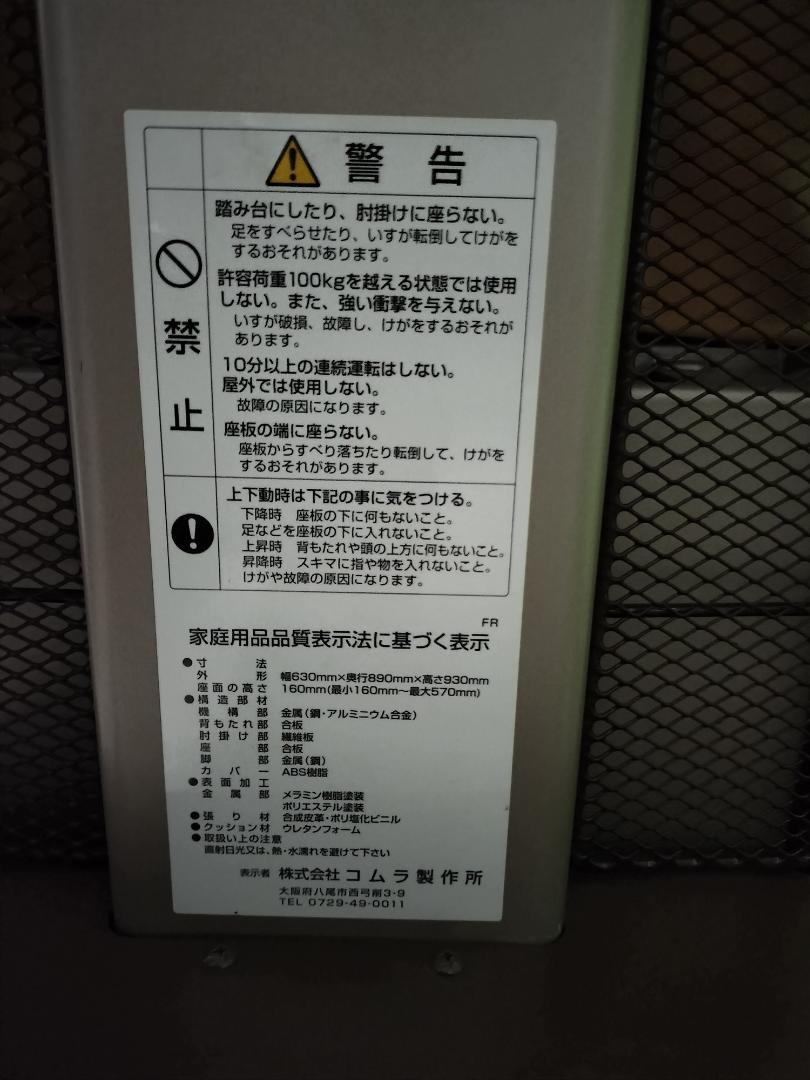 警告
禁止
踏み台にしたり、肘掛けに座らない。
足をすべらせたり、いすが転倒してけがを
するおそれがあります。
許容荷重100kgを越える状態では使用
しない。また、強い衝撃を与えない。
いすが破損、故障し、けがをするおそれが
あります。
10分以上の連続運転はしない。
屋外では使用しない。
故障の原因になります。
座板の端に座らない。
座板からすべり落ちたり転倒して、けがを
するおそれがあります。
上下動時は下記の事に気をつける。
下降時 座板の下に何もないこと。
足などを座板の下に入れないこと。
上昇時 背もたれや頭の上方に何もないこと。
昇降時 スキマに指や物を入れないこと。
けがや故障の原因になります。
FR
家庭用品品質表示法に基づく表示
●寸法
外形 幅630mm×奥行890mm×高さ930mm
座面の高さ 160mm(最小160mm～最大570mm)
●構造部材
機構部 金属(鋼・アルミニウム合金)
背もたれ部 合板
肘掛け部 繊維板
座部 合板
脚部 金属(鋼)
カバー ABS樹脂
●表面加工
金属部 メラミン樹脂塗装
ポリエステル塗装
●張り材 合成皮革・ポリ塩化ビニル
●クッション材 ウレタンフォーム
●取扱い上の注意
直射日光又は、熱・水濡れを避けて下さい
表示者 株式会社コムラ製作所
大阪府八尾市西弓削3-9
TEL 0729-49-0011